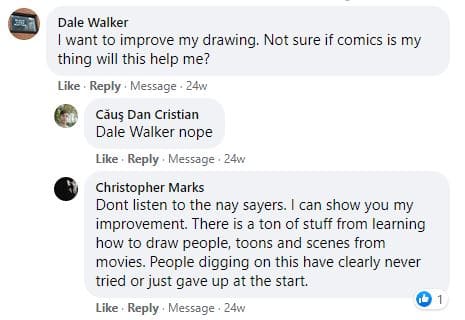 Dale Walker
I want to improve my drawing. Not sure if comics is my
thing will this help me?
Like · Reply · Message · 24w
Căuş Dan Cristian
Dale Walker nope
Like · Reply · Message · 24w
Christopher Marks
Dont listen to the nay sayers. I can show you my
improvement. There is a ton of stuff from learning
how to draw people, toons and scenes from
movies. People digging on this have clearly never
tried or just gave up at the start.
1
Like · Reply · Message · 24w